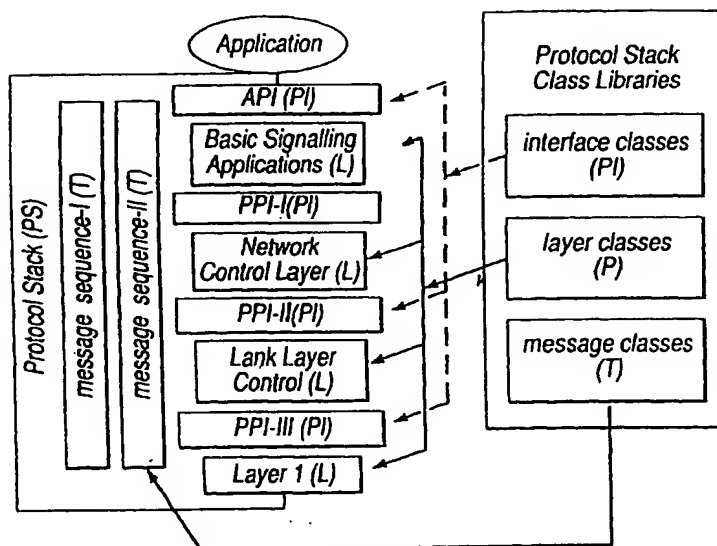 Application
Protocol Stack (PS)
message sequence-I (T)
message sequence-II (T)
API (PI)
Basic Signalling
Applications (L)
PPI-I(PI)
Network
Control Layer (L)
PPI-II(PI)
Lank Layer
Control (L)
PPI-III (PI)
Layer 1 (L)
Protocol Stack
Class Libraries
interface classes
(PI)
layer classes
(P)
message classes
(T)